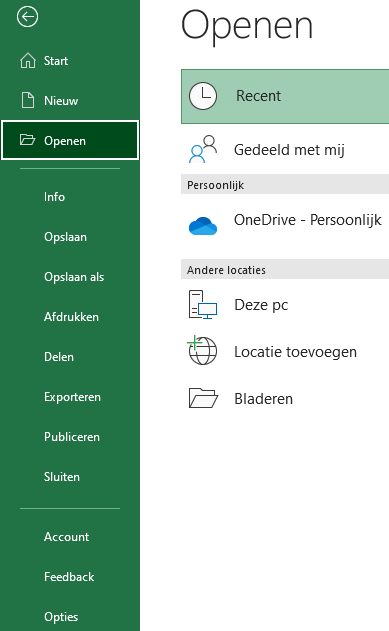 Start
Nieuw
Openen
Info
Opslaan
Opslaan als
Afdrukken
Delen
Exporteren
Publiceren
Sluiten
Account
Feedback
Opties
Openen
Recent
Gedeeld met mij
Persoonlijk
OneDrive - Persoonlijk
Andere locaties
Deze pc
Locatie toevoegen
Bladeren